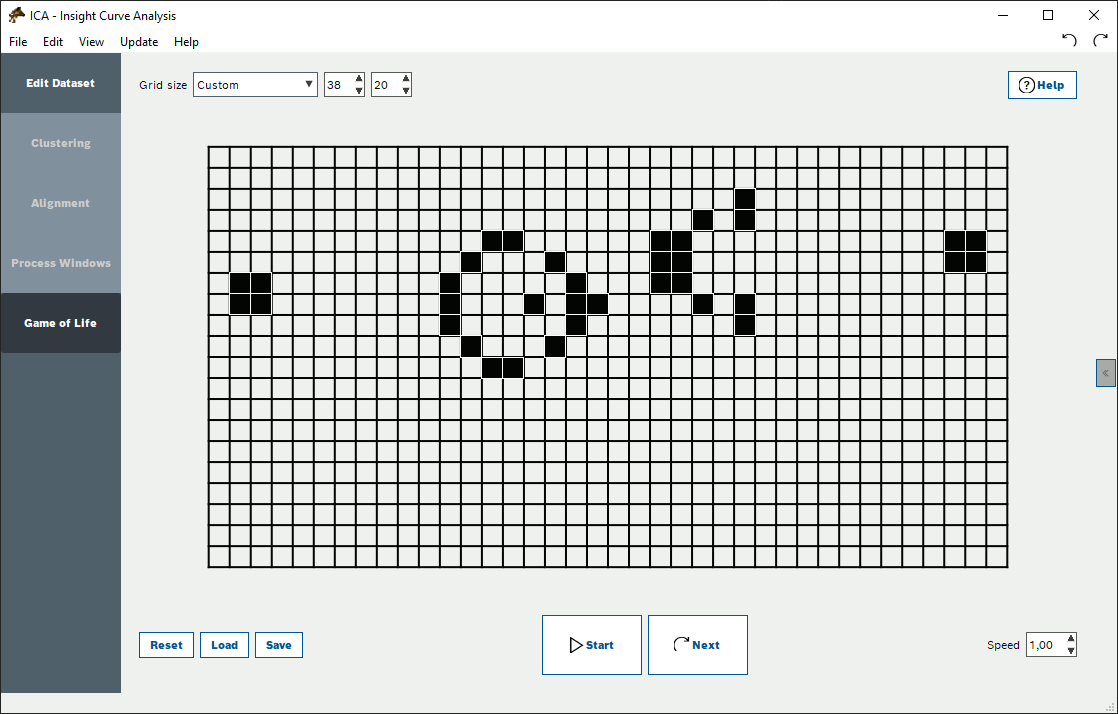 ICA - Insight Curve Analysis
File Edit View Update Help
Edit Dataset
Clustering
Alignment
Process Windows
Game of Life
Grid size Custom 38 20
? Help
«
Reset Load Save
Start Next
Speed 1,00